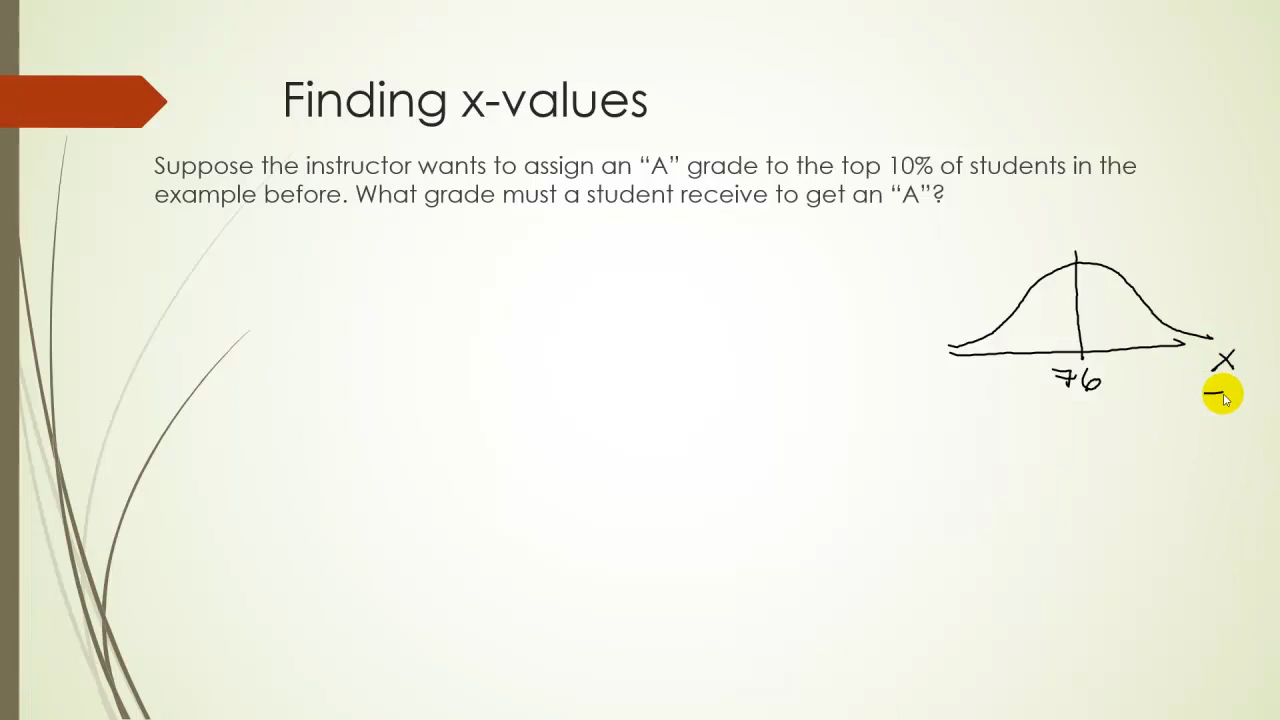 Finding x-values
Suppose the instructor wants to assign an “A” grade to the top 10% of students in the
example before. What grade must a student receive to get an “A”?
76
X